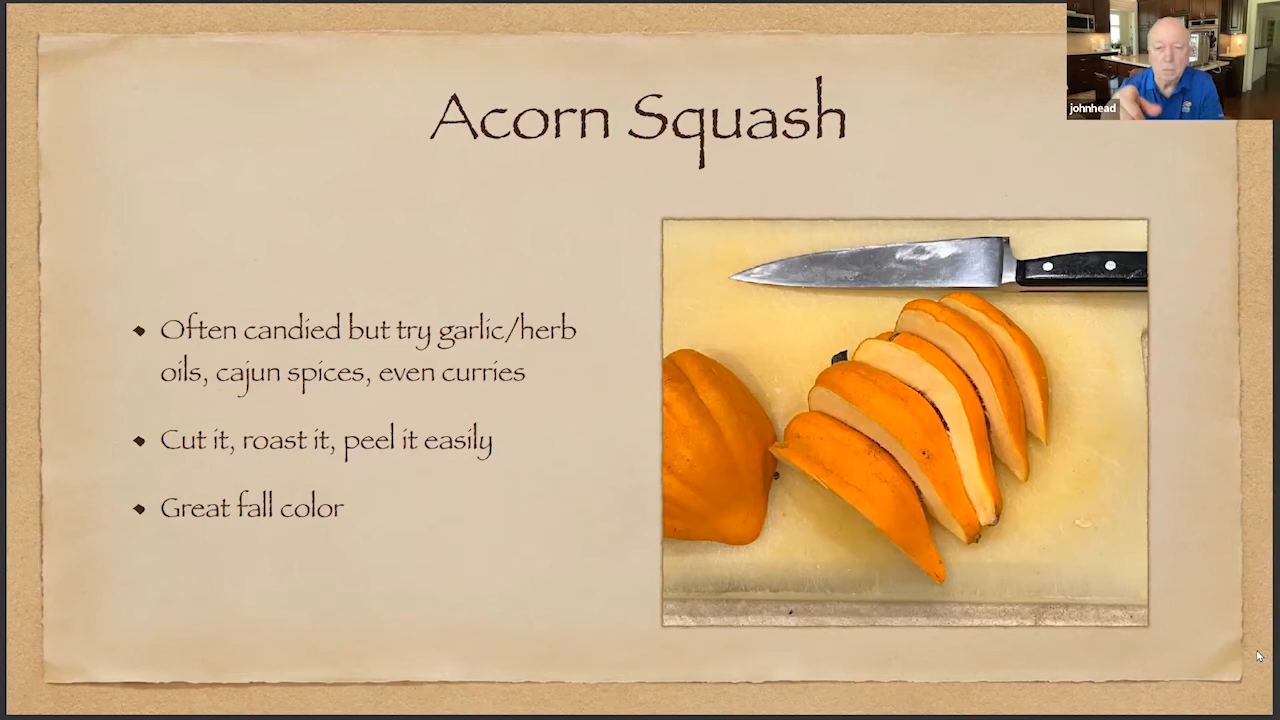 Acorn Squash
johnhead
• Often candied but try garlic/herb
oils, cajun spices, even curries
• Cut it, roast it, peel it easily
• Great fall color